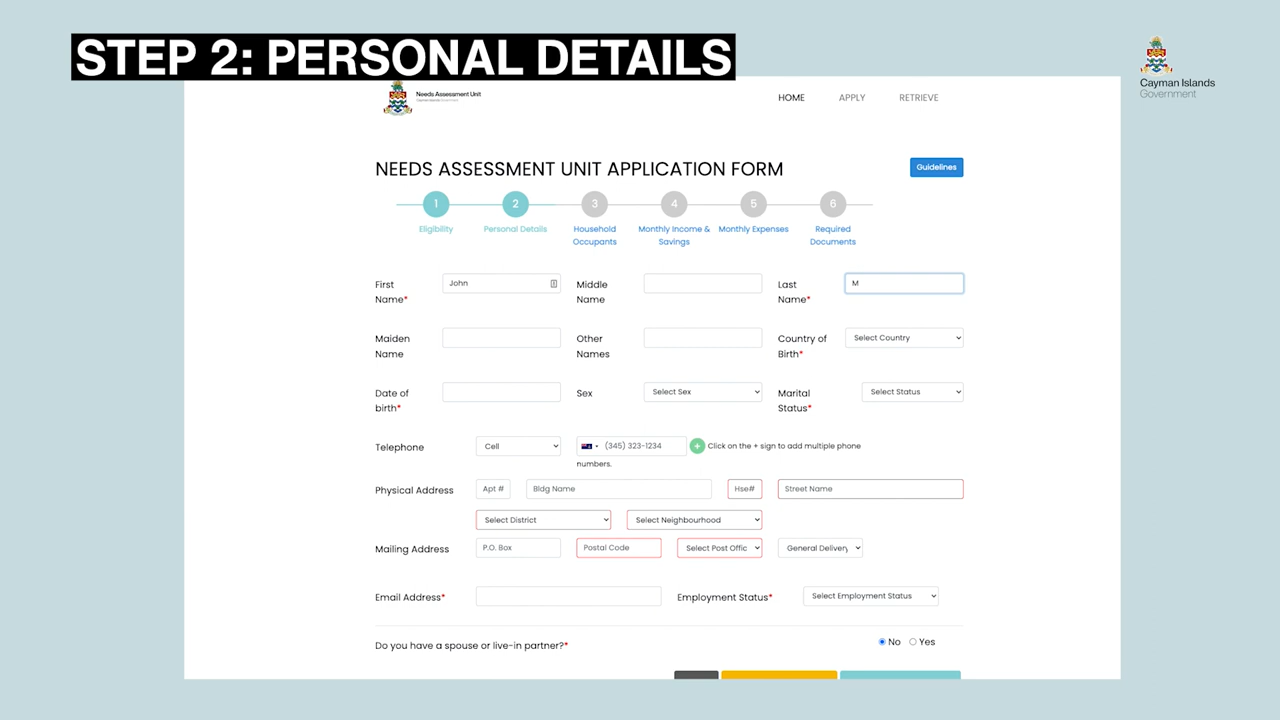 STEP 2: PERSONAL DETAILS
Cayman Islands
Government
Needs Assessment Unit
HOME APPLY RETRIEVE
NEEDS ASSESSMENT UNIT APPLICATION FORM
Guidelines
1 2 3 4 5 6
Eligibility Personal Details Household Monthly Income & Monthly Expenses Required
Occupants Savings Documents
First John Middle Last M
Name* Name Name*
Maiden Other Country of Select Country
Name Names Birth*
Date of Sex Select Sex Marital Select Status
birth* Status*
Telephone Cell (345) 323-1234 + Click on the + sign to add multiple phone
numbers.
Physical Address Apt # Bldg Name Hse# Street Name
Select District Select Neighbourhood
Mailing Address P.O. Box Postal Code Select Post Offic General Delivery
Email Address* Employment Status* Select Employment Status
Do you have a spouse or live-in partner?* No Yes